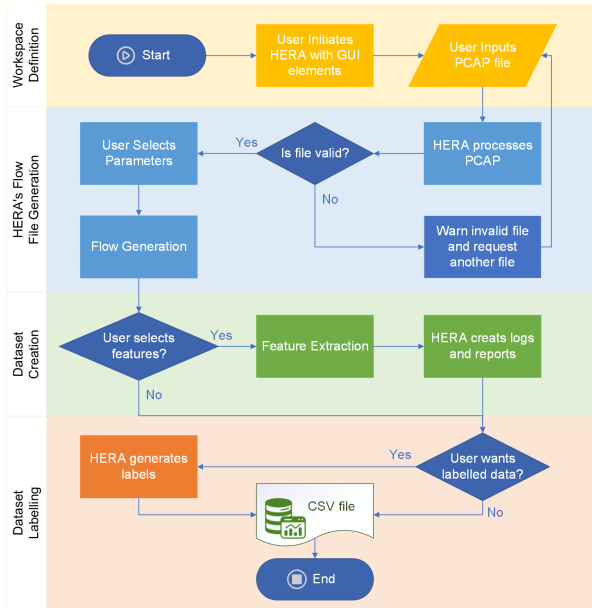 Workspace
Definition
Start
User Initiates
HERA with GUI
elements
User Inputs
PCAP file
HERA's Flow
File Generation
User Selects
Parameters
Yes
Is file valid?
HERA processes
PCAP
No
Flow Generation
Warn invalid file
and request
another file
Dataset
Creation
User selects
features?
Yes
Feature Extraction
HERA creates logs
and reports
No
Dataset
Labelling
HERA generates
labels
Yes
User wants
labelled data?
CSV file
No
End